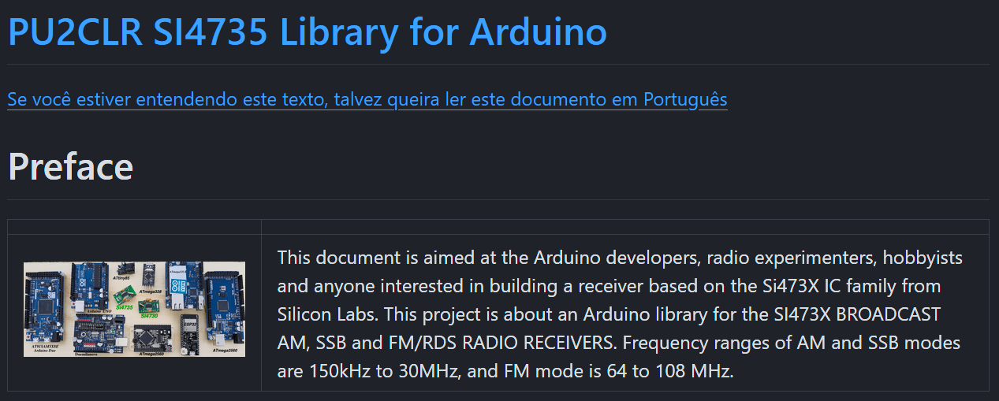 PU2CLR SI4735 Library for Arduino
Se você estiver entendendo este texto, talvez queira ler este documento em Português
Preface
This document is aimed at the Arduino developers, radio experimenters, hobbyists
and anyone interested in building a receiver based on the Si473X IC family from
Silicon Labs. This project is about an Arduino library for the SI473X BROADCAST
AM, SSB and FM/RDS RADIO RECEIVERS. Frequency ranges of AM and SSB modes
are 150kHz to 30MHz, and FM mode is 64 to 108 MHz.
ATtiny85
ATmega328
SI4735
SI4730
Arduino UNO
ESP32
AT91SAM3X8E
Arduino Due
ATmega2560
ATmega2560